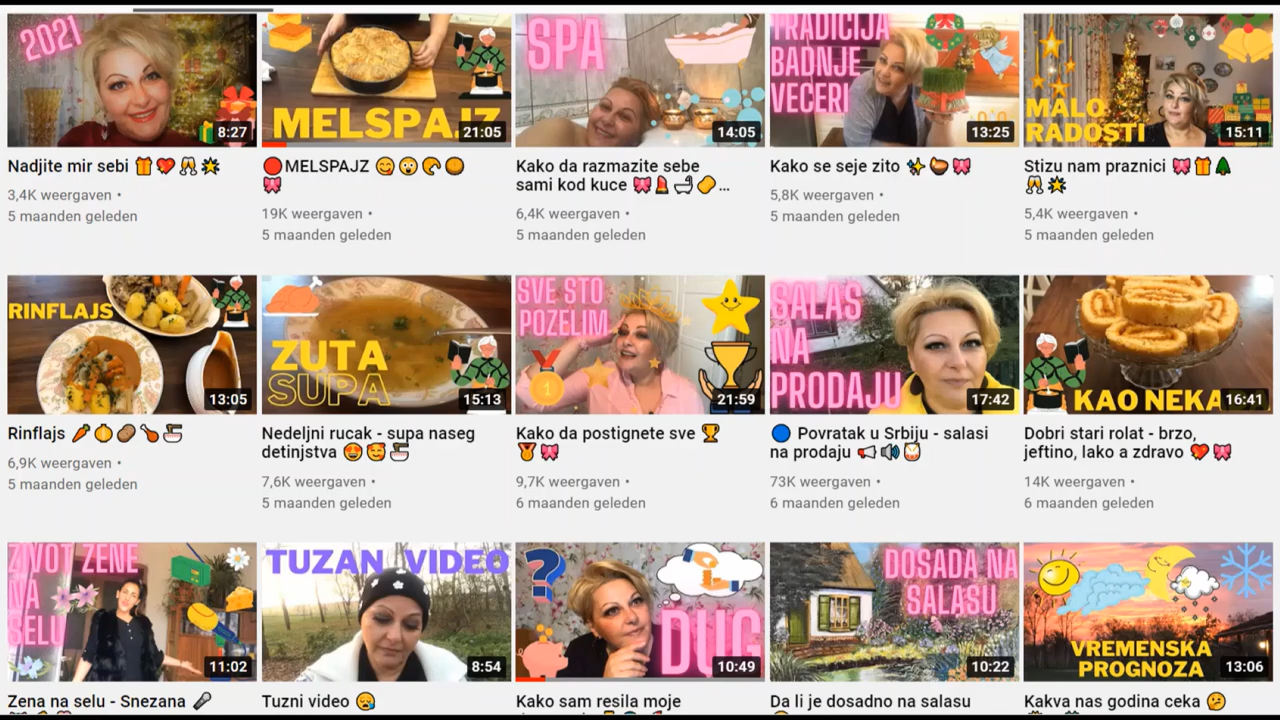 2021
8:27
Nadjite mir sebi 🎁❤️🥂🌟
3,4K weergaven •
5 maanden geleden
MELSPAJZ
21:05
🔴MELSPAJZ 😋😲🥐🥮
🎀
19K weergaven •
5 maanden geleden
SPA
14:05
Kako da razmazite sebe
sami kod kuce 🎀💄🛁🧽...
6,4K weergaven •
5 maanden geleden
TRADICIJA
BADNJE
VECERI
13:25
Kako se seje zito ✨🥣🎀
5,8K weergaven •
5 maanden geleden
MALO
RADOSTI
15:11
Stizu nam praznici 🎀🎁🌲
🥂🌟
5,4K weergaven •
5 maanden geleden
RINFLAJS
13:05
Rinflajs 🥕🧅🥔🍗🍜
6,9K weergaven •
5 maanden geleden
ZUTA
SUPA
15:13
Nedeljni rucak - supa naseg
detinjstva 😍🥰🍜
7,6K weergaven •
5 maanden geleden
SVE STO
POZELIM
1
21:59
Kako da postignete sve 🏆
🏅🎀
9,7K weergaven •
6 maanden geleden
SALAS
NA
PRODAJU
17:42
🔵 Povratak u Srbiju - salasi
na prodaju 📢🔊🥁
73K weergaven •
6 maanden geleden
KAO NEKA
16:41
Dobri stari rolat - brzo,
jeftino, lako a zdravo ❤️🎀
14K weergaven •
6 maanden geleden
ZIVOT ZENE
NA
SELU
11:02
Zena na selu - Snezana 🎤
TUZAN VIDEO
8:54
Tuzni video 😪
?
DUG
10:49
Kako sam resila moje
DOSADA NA
SALASU
10:22
Da li je dosadno na salasu
VREMENSKA
PROGNOZA
13:06
Kakva nas godina ceka 🤔